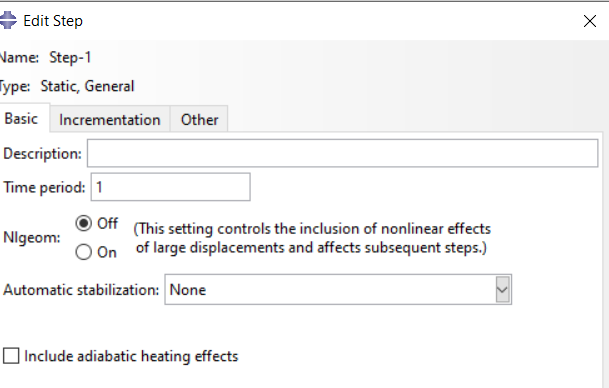 Edit Step
Name: Step-1
Type: Static, General
Basic Incrementation Other
Description:
Time period: 1
Nlgeom: Off
On
(This setting controls the inclusion of nonlinear effects
of large displacements and affects subsequent steps.)
Automatic stabilization: None
Include adiabatic heating effects